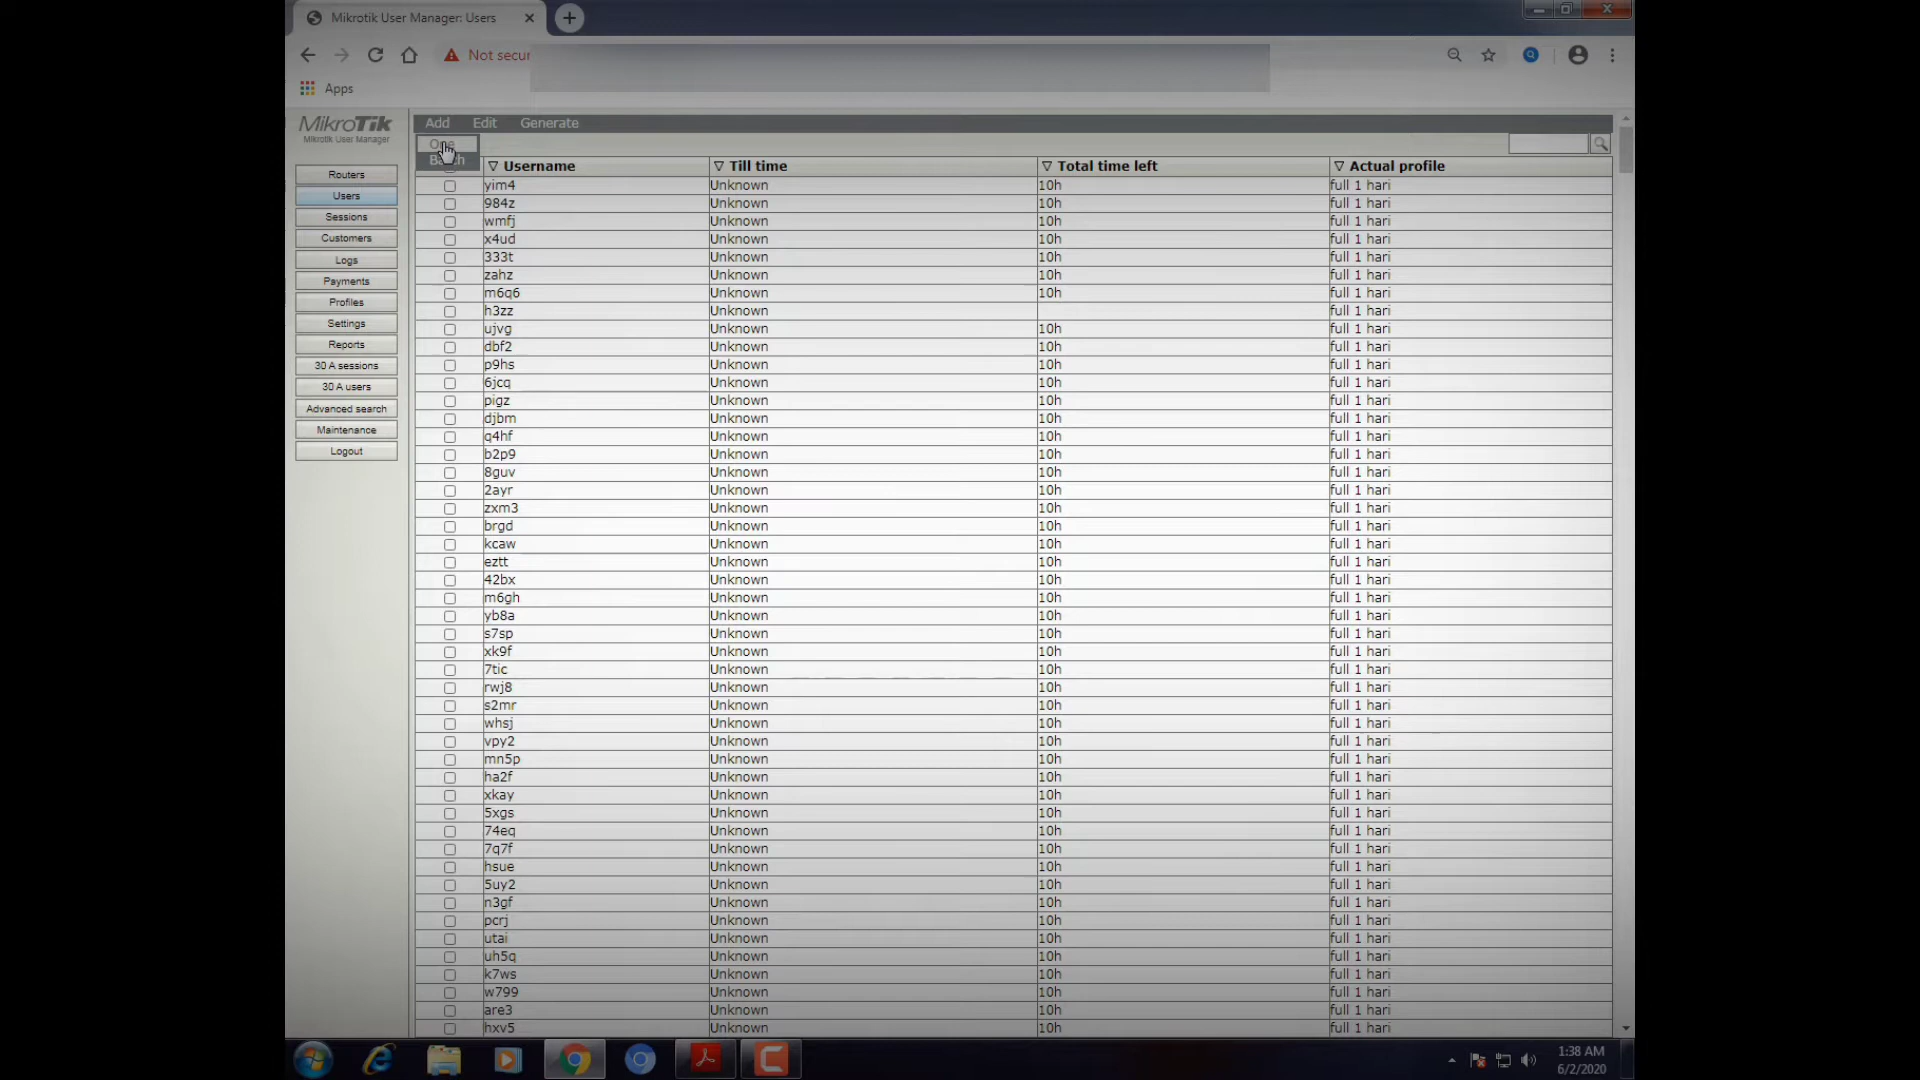 Mikrotik User Manager: Users
Not secur
Apps
MikroTik
Mikrotik User Manager
Add Edit Generate
One
Batch
Routers
Users
Sessions
Customers
Logs
Payments
Profiles
Settings
Reports
30 A sessions
30 A users
Advanced search
Maintenance
Logout
Username Till time Total time left Actual profile
yim4 Unknown 10h full 1 hari
984z Unknown 10h full 1 hari
wmfj Unknown 10h full 1 hari
x4ud Unknown 10h full 1 hari
333t Unknown 10h full 1 hari
zahz Unknown 10h full 1 hari
m6q6 Unknown 10h full 1 hari
h3zz Unknown full 1 hari
ujvg Unknown 10h full 1 hari
dbf2 Unknown 10h full 1 hari
p9hs Unknown 10h full 1 hari
6jcq Unknown 10h full 1 hari
pigz Unknown 10h full 1 hari
djbm Unknown 10h full 1 hari
q4hf Unknown 10h full 1 hari
b2p9 Unknown 10h full 1 hari
8guv Unknown 10h full 1 hari
2ayr Unknown 10h full 1 hari
zxm3 Unknown 10h full 1 hari
brgd Unknown 10h full 1 hari
kcaw Unknown 10h full 1 hari
eztt Unknown 10h full 1 hari
42bx Unknown 10h full 1 hari
m6gh Unknown 10h full 1 hari
yb8a Unknown 10h full 1 hari
s7sp Unknown 10h full 1 hari
xk9f Unknown 10h full 1 hari
7tic Unknown 10h full 1 hari
rwj8 Unknown 10h full 1 hari
s2mr Unknown 10h full 1 hari
whsj Unknown 10h full 1 hari
vpy2 Unknown 10h full 1 hari
mn5p Unknown 10h full 1 hari
ha2f Unknown 10h full 1 hari
xkay Unknown 10h full 1 hari
5xgs Unknown 10h full 1 hari
74eq Unknown 10h full 1 hari
7q7f Unknown 10h full 1 hari
hsue Unknown 10h full 1 hari
5uy2 Unknown 10h full 1 hari
n3gf Unknown 10h full 1 hari
pcrj Unknown 10h full 1 hari
utai Unknown 10h full 1 hari
uh5q Unknown 10h full 1 hari
k7ws Unknown 10h full 1 hari
w799 Unknown 10h full 1 hari
are3 Unknown 10h full 1 hari
hxv5 Unknown 10h full 1 hari
1:38 AM
6/2/2020